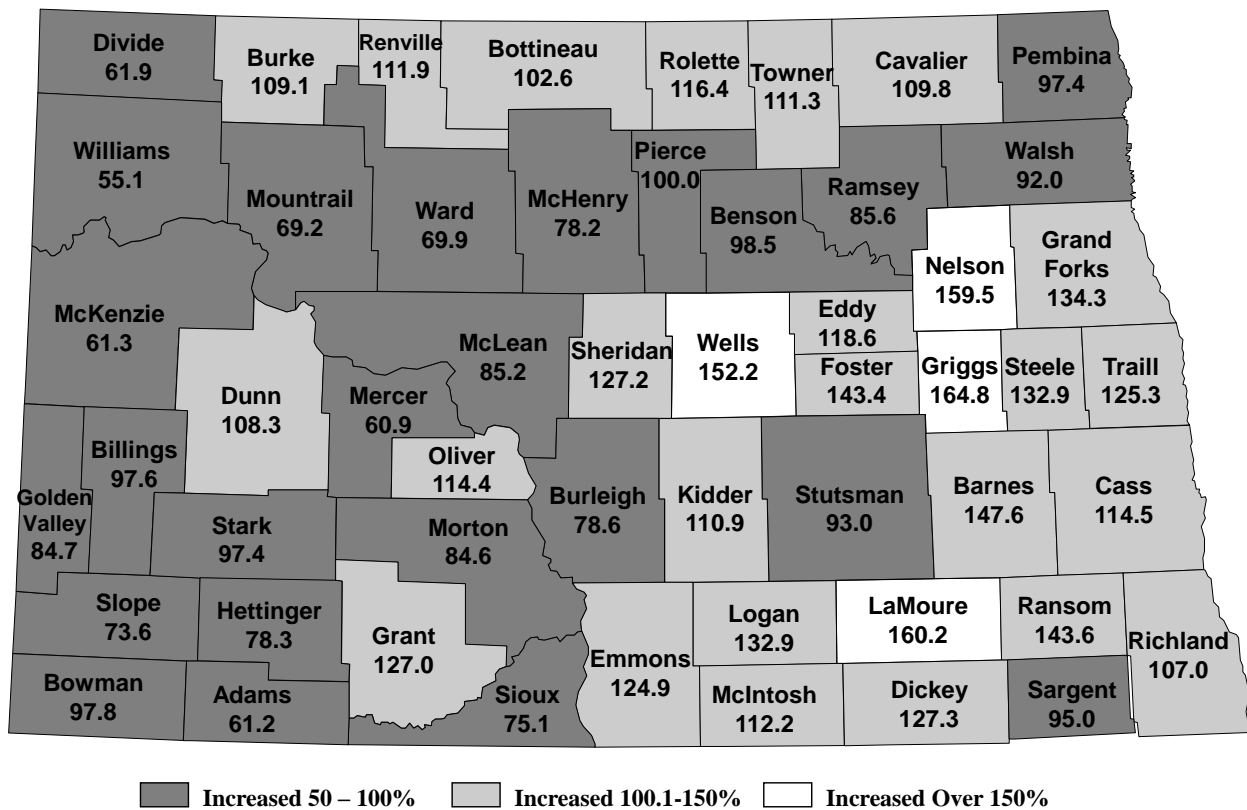 Divide
61.9
Burke
109.1
Renville
111.9
Bottineau
102.6
Rolette
116.4
Towner
111.3
Cavalier
109.8
Pembina
97.4
Williams
55.1
Mountrail
69.2
Ward
69.9
McHenry
78.2
Pierce
100.0
Benson
98.5
Ramsey
85.6
Walsh
92.0
Nelson
159.5
Grand
Forks
134.3
McKenzie
61.3
Dunn
108.3
McLean
85.2
Mercer
60.9
Oliver
114.4
Sheridan
127.2
Wells
152.2
Eddy
118.6
Foster
143.4
Griggs
164.8
Steele
132.9
Traill
125.3
Golden
Valley
84.7
Billings
97.6
Stark
97.4
Morton
84.6
Burleigh
78.6
Kidder
110.9
Stutsman
93.0
Barnes
147.6
Cass
114.5
Slope
73.6
Hettinger
78.3
Grant
127.0
Bowman
97.8
Adams
61.2
Sioux
75.1
Emmons
124.9
Logan
132.9
LaMoure
160.2
Ransom
143.6
Richland
107.0
McIntosh
112.2
Dickey
127.3
Sargent
95.0
Increased 50 – 100%
Increased 100.1-150%
Increased Over 150%